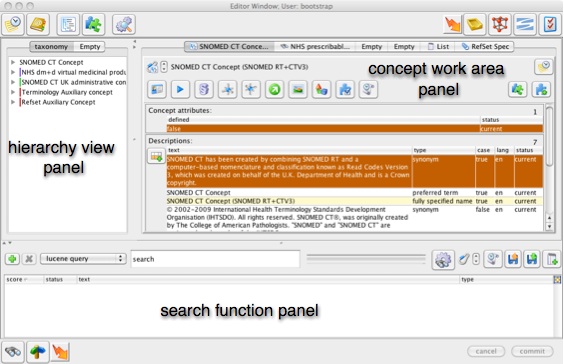 Editor Window: User: bootstrap
taxonomy Empty
SNOMED CT Conce... NHS prescribabl... Empty Empty List RefSet Spec
SNOMED CT Concept
NHS dm+d virtual medicinal produ
SNOMED CT UK administrative con
Terminology Auxiliary Concept
Refset Auxiliary Concept
hierarchy view panel
SNOMED CT Concept (SNOMED RT+CTV3)
concept work area panel
Concept attributes: 1
defined status
false current
Descriptions: 7
text type case lang status
SNOMED CT has been created by combining SNOMED RT and a synonym true en current
computer-based nomenclature and classification known as Read Codes Version
3, which was created on behalf of the U.K. Department of Health and is a Crown
copyright.
SNOMED CT Concept preferred term true en current
SNOMED CT Concept (SNOMED RT+CTV3) fully specified name true en current
© 2002-2009 International Health Terminology Standards Development synonym false en current
Organisation (IHTSDO). All rights reserved. SNOMED CT®, was originally created
by The College of American Pathologists. "SNOMED" and "SNOMED CT" are
lucene query search
score status text type
search function panel
cancel commit